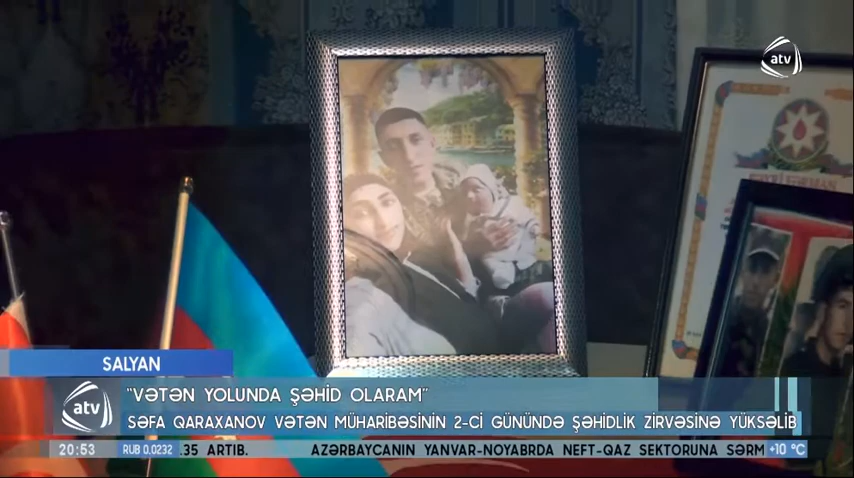 atv
SALYAN
"VƏTƏN YOLUNDA ŞƏHİD OLARAM"
atv
SƏFA QARAXANOV VƏTƏN MÜHARİBƏSİNİN 2-Cİ GÜNÜNDƏ ŞƏHİDLİK ZİRVƏSİNƏ YÜKSƏLİB
20:53 RUB 0.0232 .35 ARTIB. AZƏRBAYCANIN YANVAR-NOYABRDA NEFT-QAZ SEKTORUNA SƏRM +10 °C